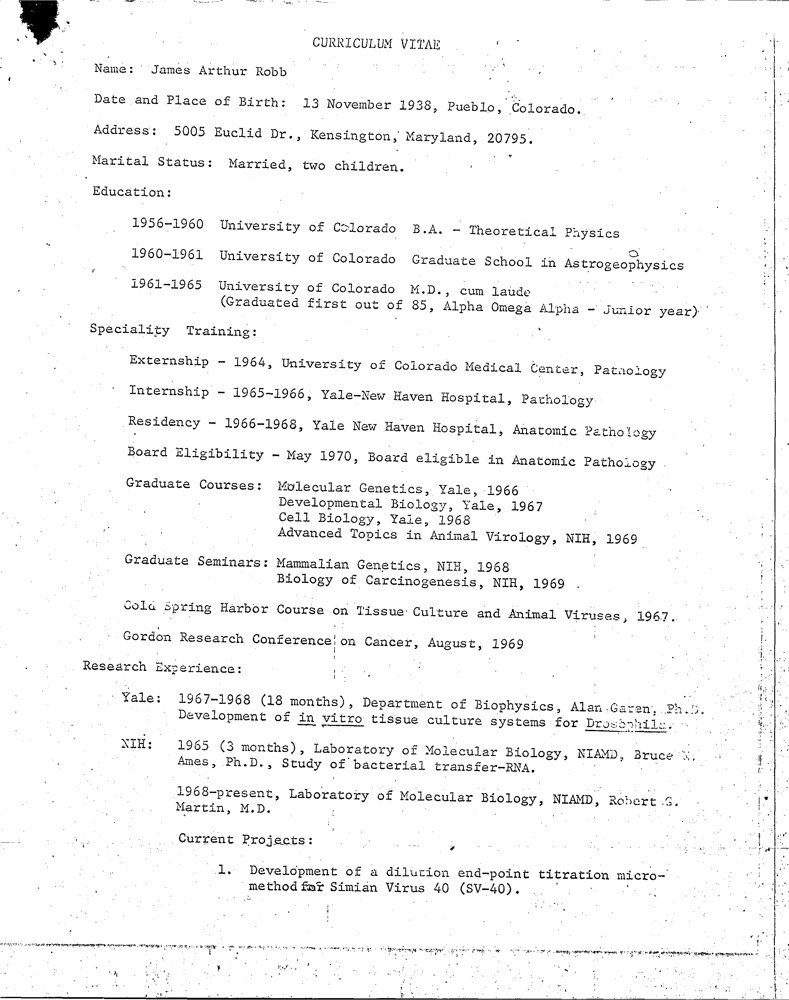 CURRICULUM VITAE
Name: James Arthur Robb
Date and Place of Birth: 13 November 1938, Pueblo, Colorado.
Address: 5005 Euclid Dr., Kensington, Maryland, 20795.
Marital Status: Married, two children.
Education:
1956-1960 University of Colorado B.A. - Theoretical Physics
1960-1961 University of Colorado Graduate School in Astrogeophysics
1961-1965 University of Colorado M.D., cum laude
(Graduated first out of 85, Alpha Omega Alpha - Junior year)
Speciality Training:
Externship - 1964, University of Colorado Medical Center, Pathology
Internship - 1965-1966, Yale-New Haven Hospital, Pathology
Residency - 1966-1968, Yale New Haven Hospital, Anatomic Pathology
Board Eligibility - May 1970, Board eligible in Anatomic Pathology
Graduate Courses: Molecular Genetics, Yale, 1966
Developmental Biology, Yale, 1967
Cell Biology, Yale, 1968
Advanced Topics in Animal Virology, NIH, 1969
Graduate Seminars: Mammalian Genetics, NIH, 1968
Biology of Carcinogenesis, NIH, 1969 .
Cold Spring Harbor Course on Tissue Culture and Animal Viruses, 1967.
Gordon Research Conference on Cancer, August, 1969
Research Experience:
Yale: 1967-1968 (18 months), Department of Biophysics, Alan Garen, Ph.D.
Development of in vitro tissue culture systems for Drosophila.
NIH: 1965 (3 months), Laboratory of Molecular Biology, NIAMD, Bruce N.
Ames, Ph.D., Study of bacterial transfer-RNA.
1968-present, Laboratory of Molecular Biology, NIAMD, Robert G.
Martin, M.D.
Current Projects:
1. Development of a dilution end-point titration micro-
method for Simian Virus 40 (SV-40).